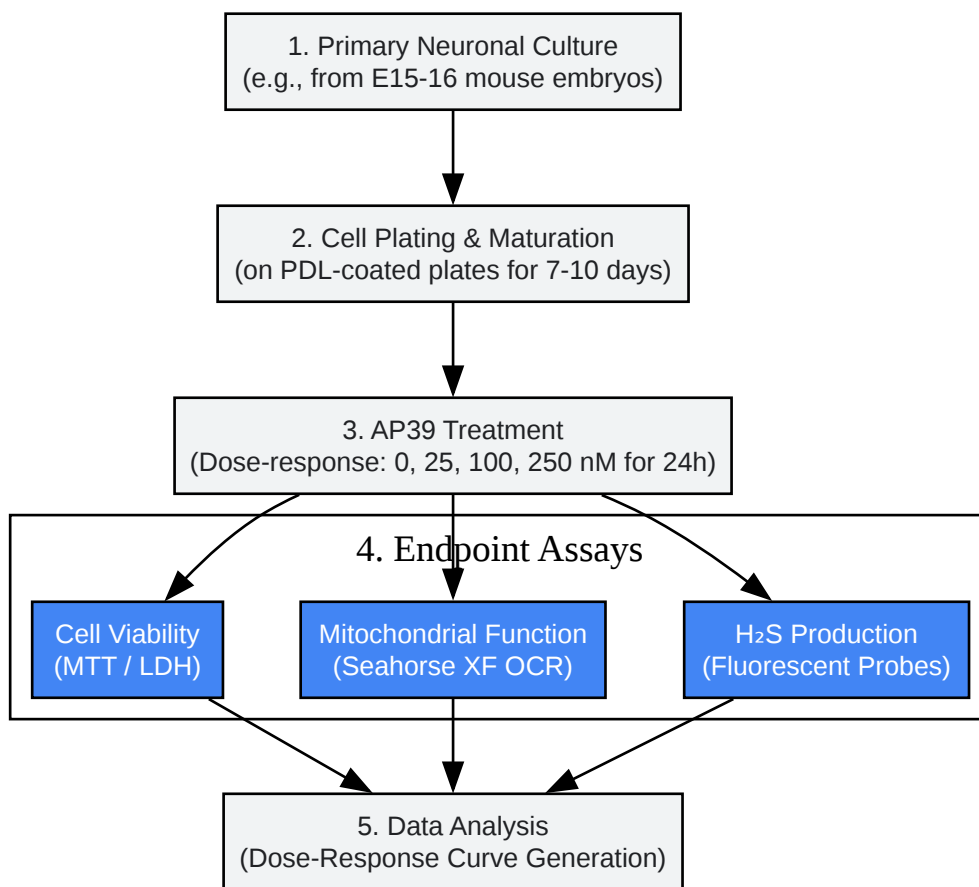 1. Primary Neuronal Culture
(e.g., from E15-16 mouse embryos)
2. Cell Plating & Maturation
(on PDL-coated plates for 7-10 days)
3. AP39 Treatment
(Dose-response: 0, 25, 100, 250 nM for 24h)
4. Endpoint Assays
Cell Viability
(MTT / LDH)
Mitochondrial Function
(Seahorse XF OCR)
H₂S Production
(Fluorescent Probes)
5. Data Analysis
(Dose-Response Curve Generation)